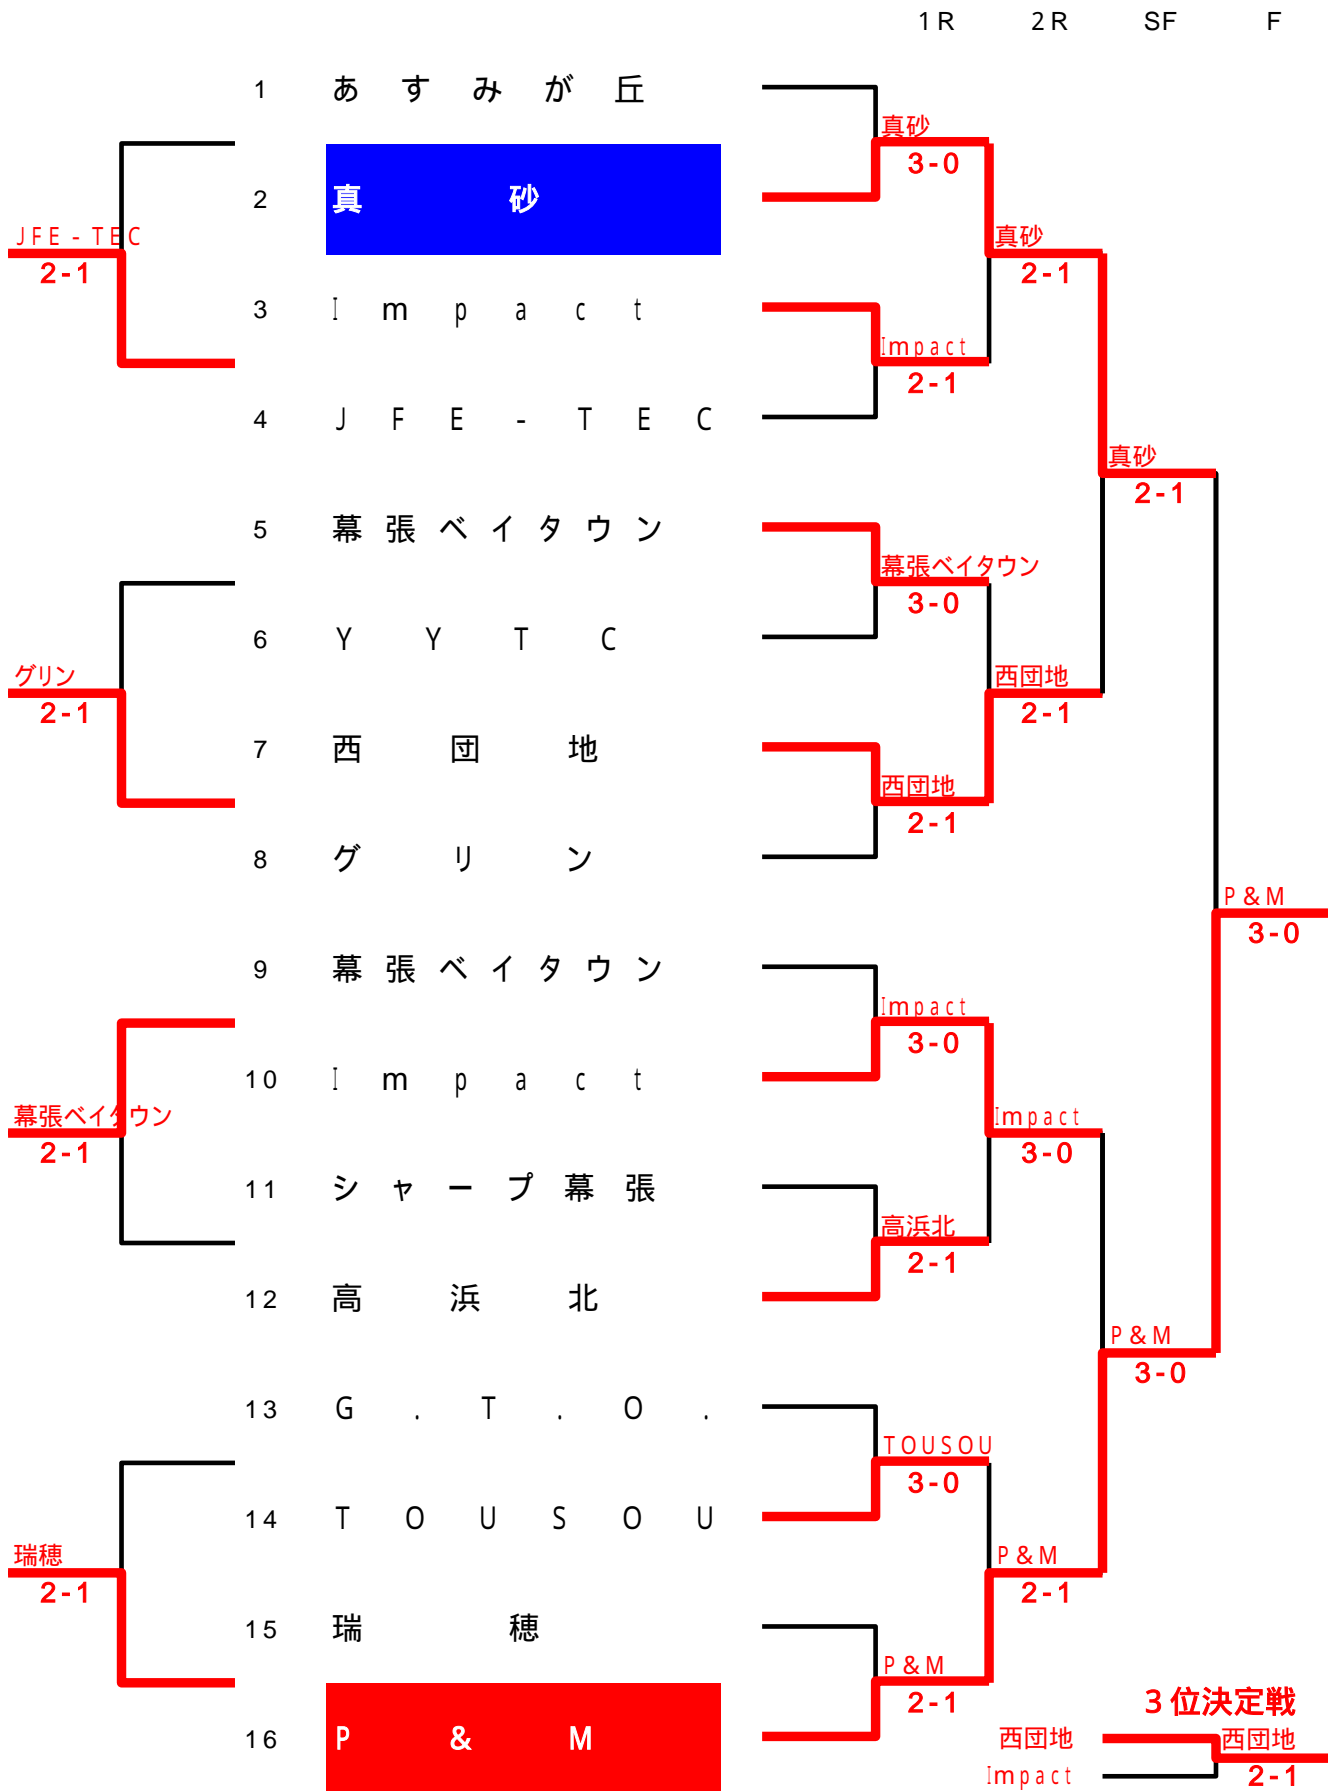 1R 2R SF F
1 あすみが丘
真砂
3-0
2 真砂
JFE-TEC
2-1
真砂
2-1
3 Impact
Impact
2-1
4 JFE-TEC
真砂
2-1
5 幕張ベイタウン
幕張ベイタウン
3-0
6 YYTC
グリン
2-1
西団地
2-1
7 西団地
西団地
2-1
8 グリン
P&M
3-0
9 幕張ベイタウン
Impact
3-0
10 Impact
幕張ベイタウン
2-1
Impact
3-0
11 シャープ幕張
高浜北
2-1
12 高浜北
P&M
3-0
13 G.T.O.
TOUSOU
3-0
14 TOUSOU
瑞穂
2-1
P&M
2-1
15 瑞穂
P&M
2-1
16 P&M
3位決定戦
西団地
西団地
Impact
2-1